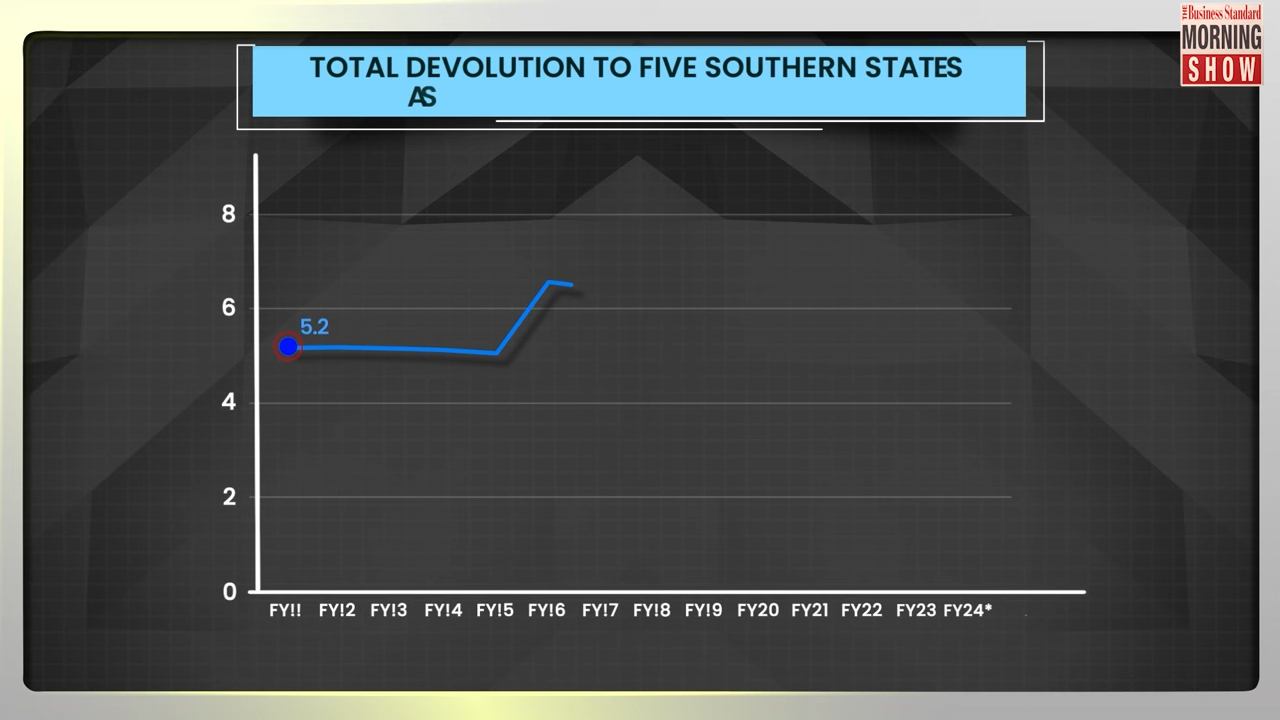 THE Business Standard
MORNING
SHOW
TOTAL DEVOLUTION TO FIVE SOUTHERN STATES
AS
8
6
5.2
4
2
0
FY!! FY!2 FY!3 FY!4 FY!5 FY!6 FY!7 FY!8 FY!9 FY20 FY21 FY22 FY23 FY24*